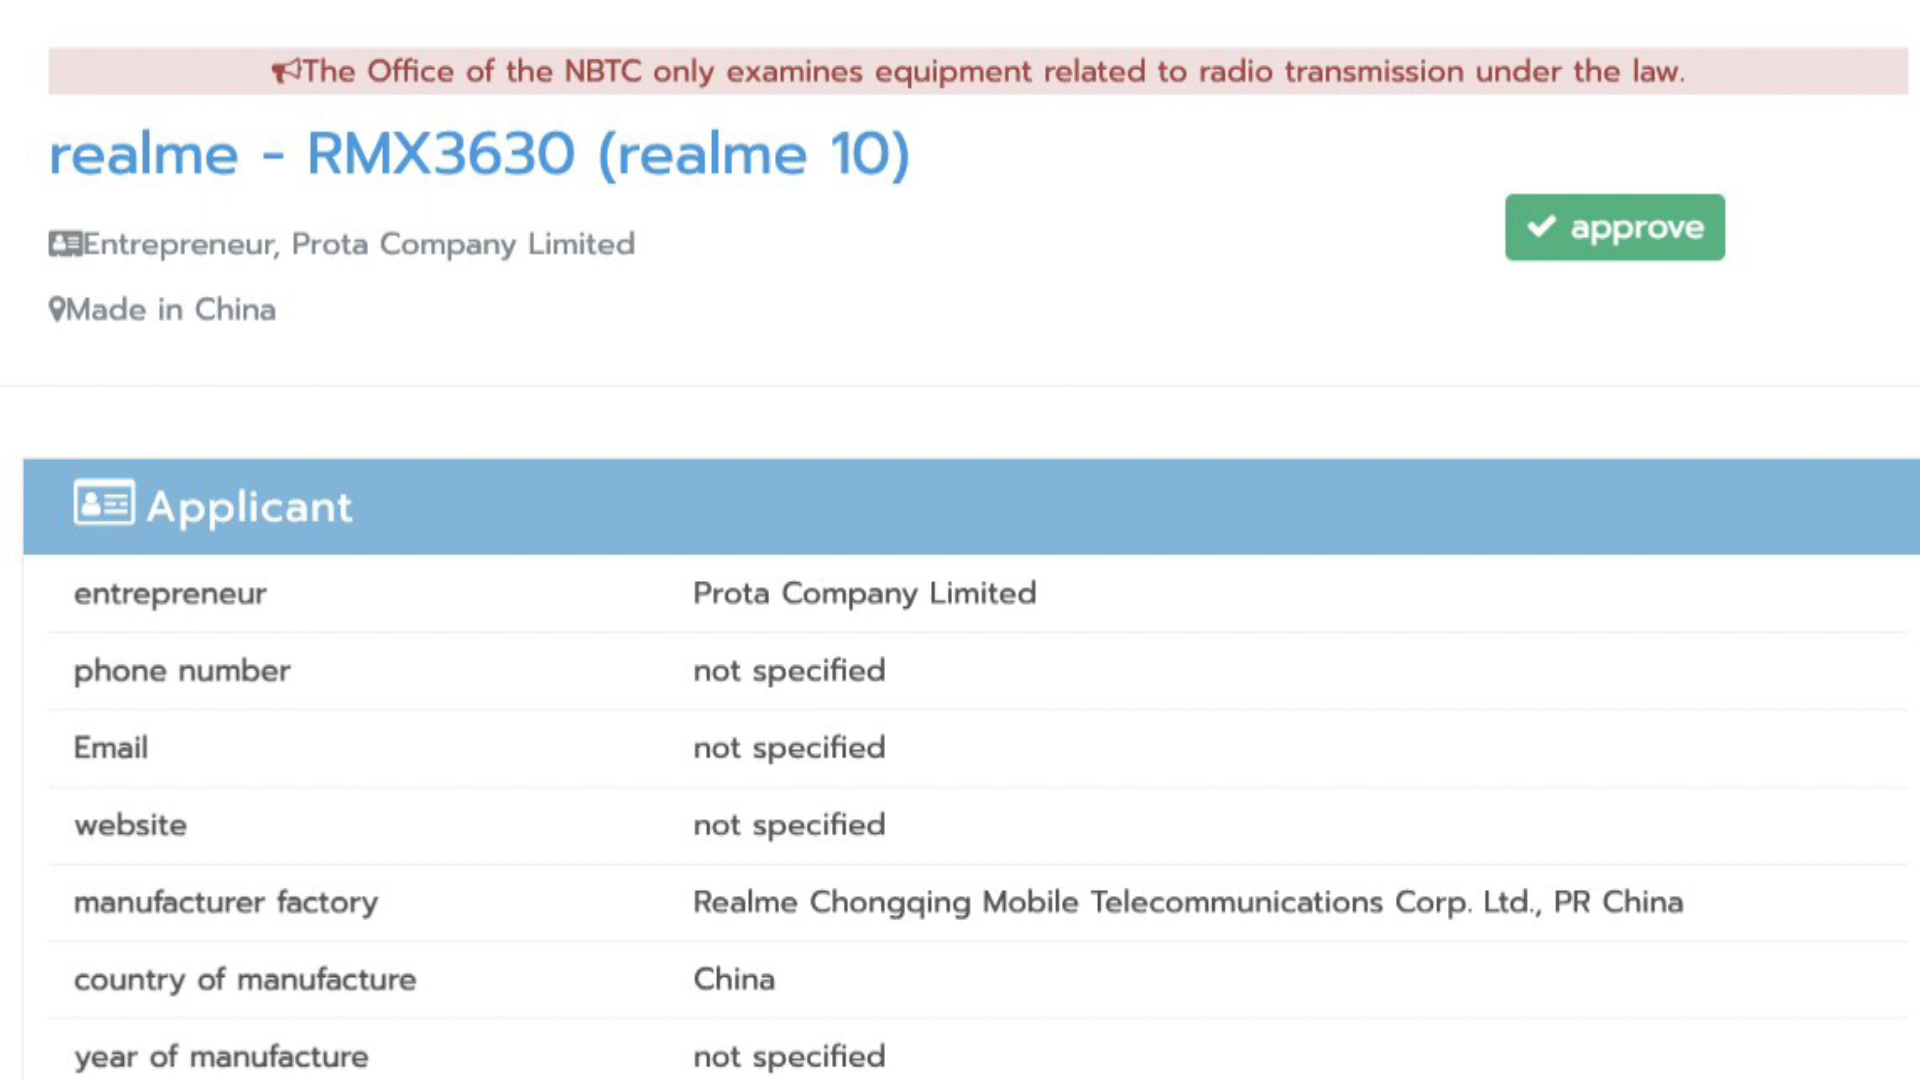 The Office of the NBTC only examines equipment related to radio transmission under the law.
realme - RMX3630 (realme 10)
approve
Entrepreneur, Prota Company Limited
Made in China
Applicant
entrepreneur Prota Company Limited
phone number not specified
Email not specified
website not specified
manufacturer factory Realme Chongqing Mobile Telecommunications Corp. Ltd., PR China
country of manufacture China
year of manufacture not specified